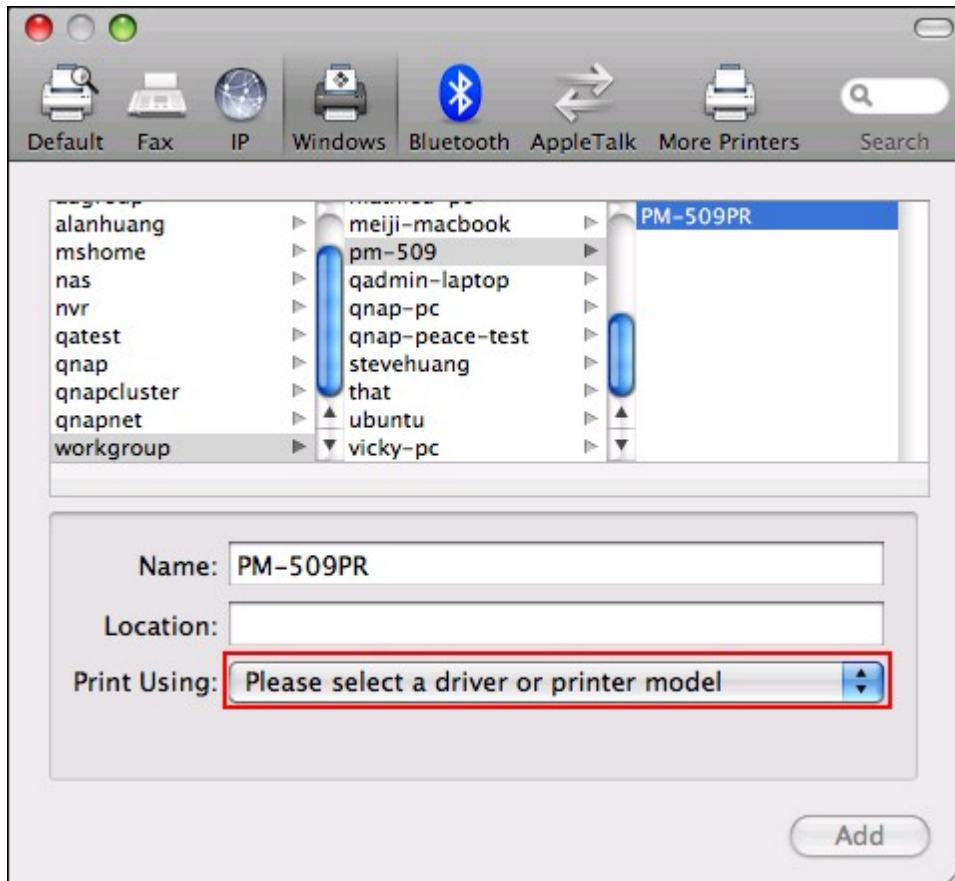 Default Fax IP Windows Bluetooth AppleTalk More Printers Search
alanhuang
mshome
nas
nvr
qatest
qnap
qnapcluster
qnapnet
workgroup
meiji-macbook
pm-509
qadmin-laptop
qnap-pc
qnap-peace-test
stevehuang
that
ubuntu
vicky-pc
PM-509PR
Name: PM-509PR
Location:
Print Using: Please select a driver or printer model
Add